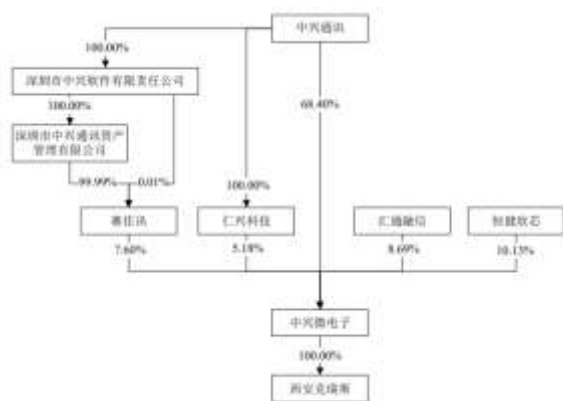 中兴通讯
100.00%
深圳市中兴软件有限责任公司
68.40%
100.00%
深圳市中兴通讯资产
管理有限公司
99.99%
0.01%
100.00%
赛佳讯
仁兴科技
汇通融信
恒健欣芯
7.60%
5.18%
8.69%
10.13%
中兴微电子
100.00%
西安克瑞斯